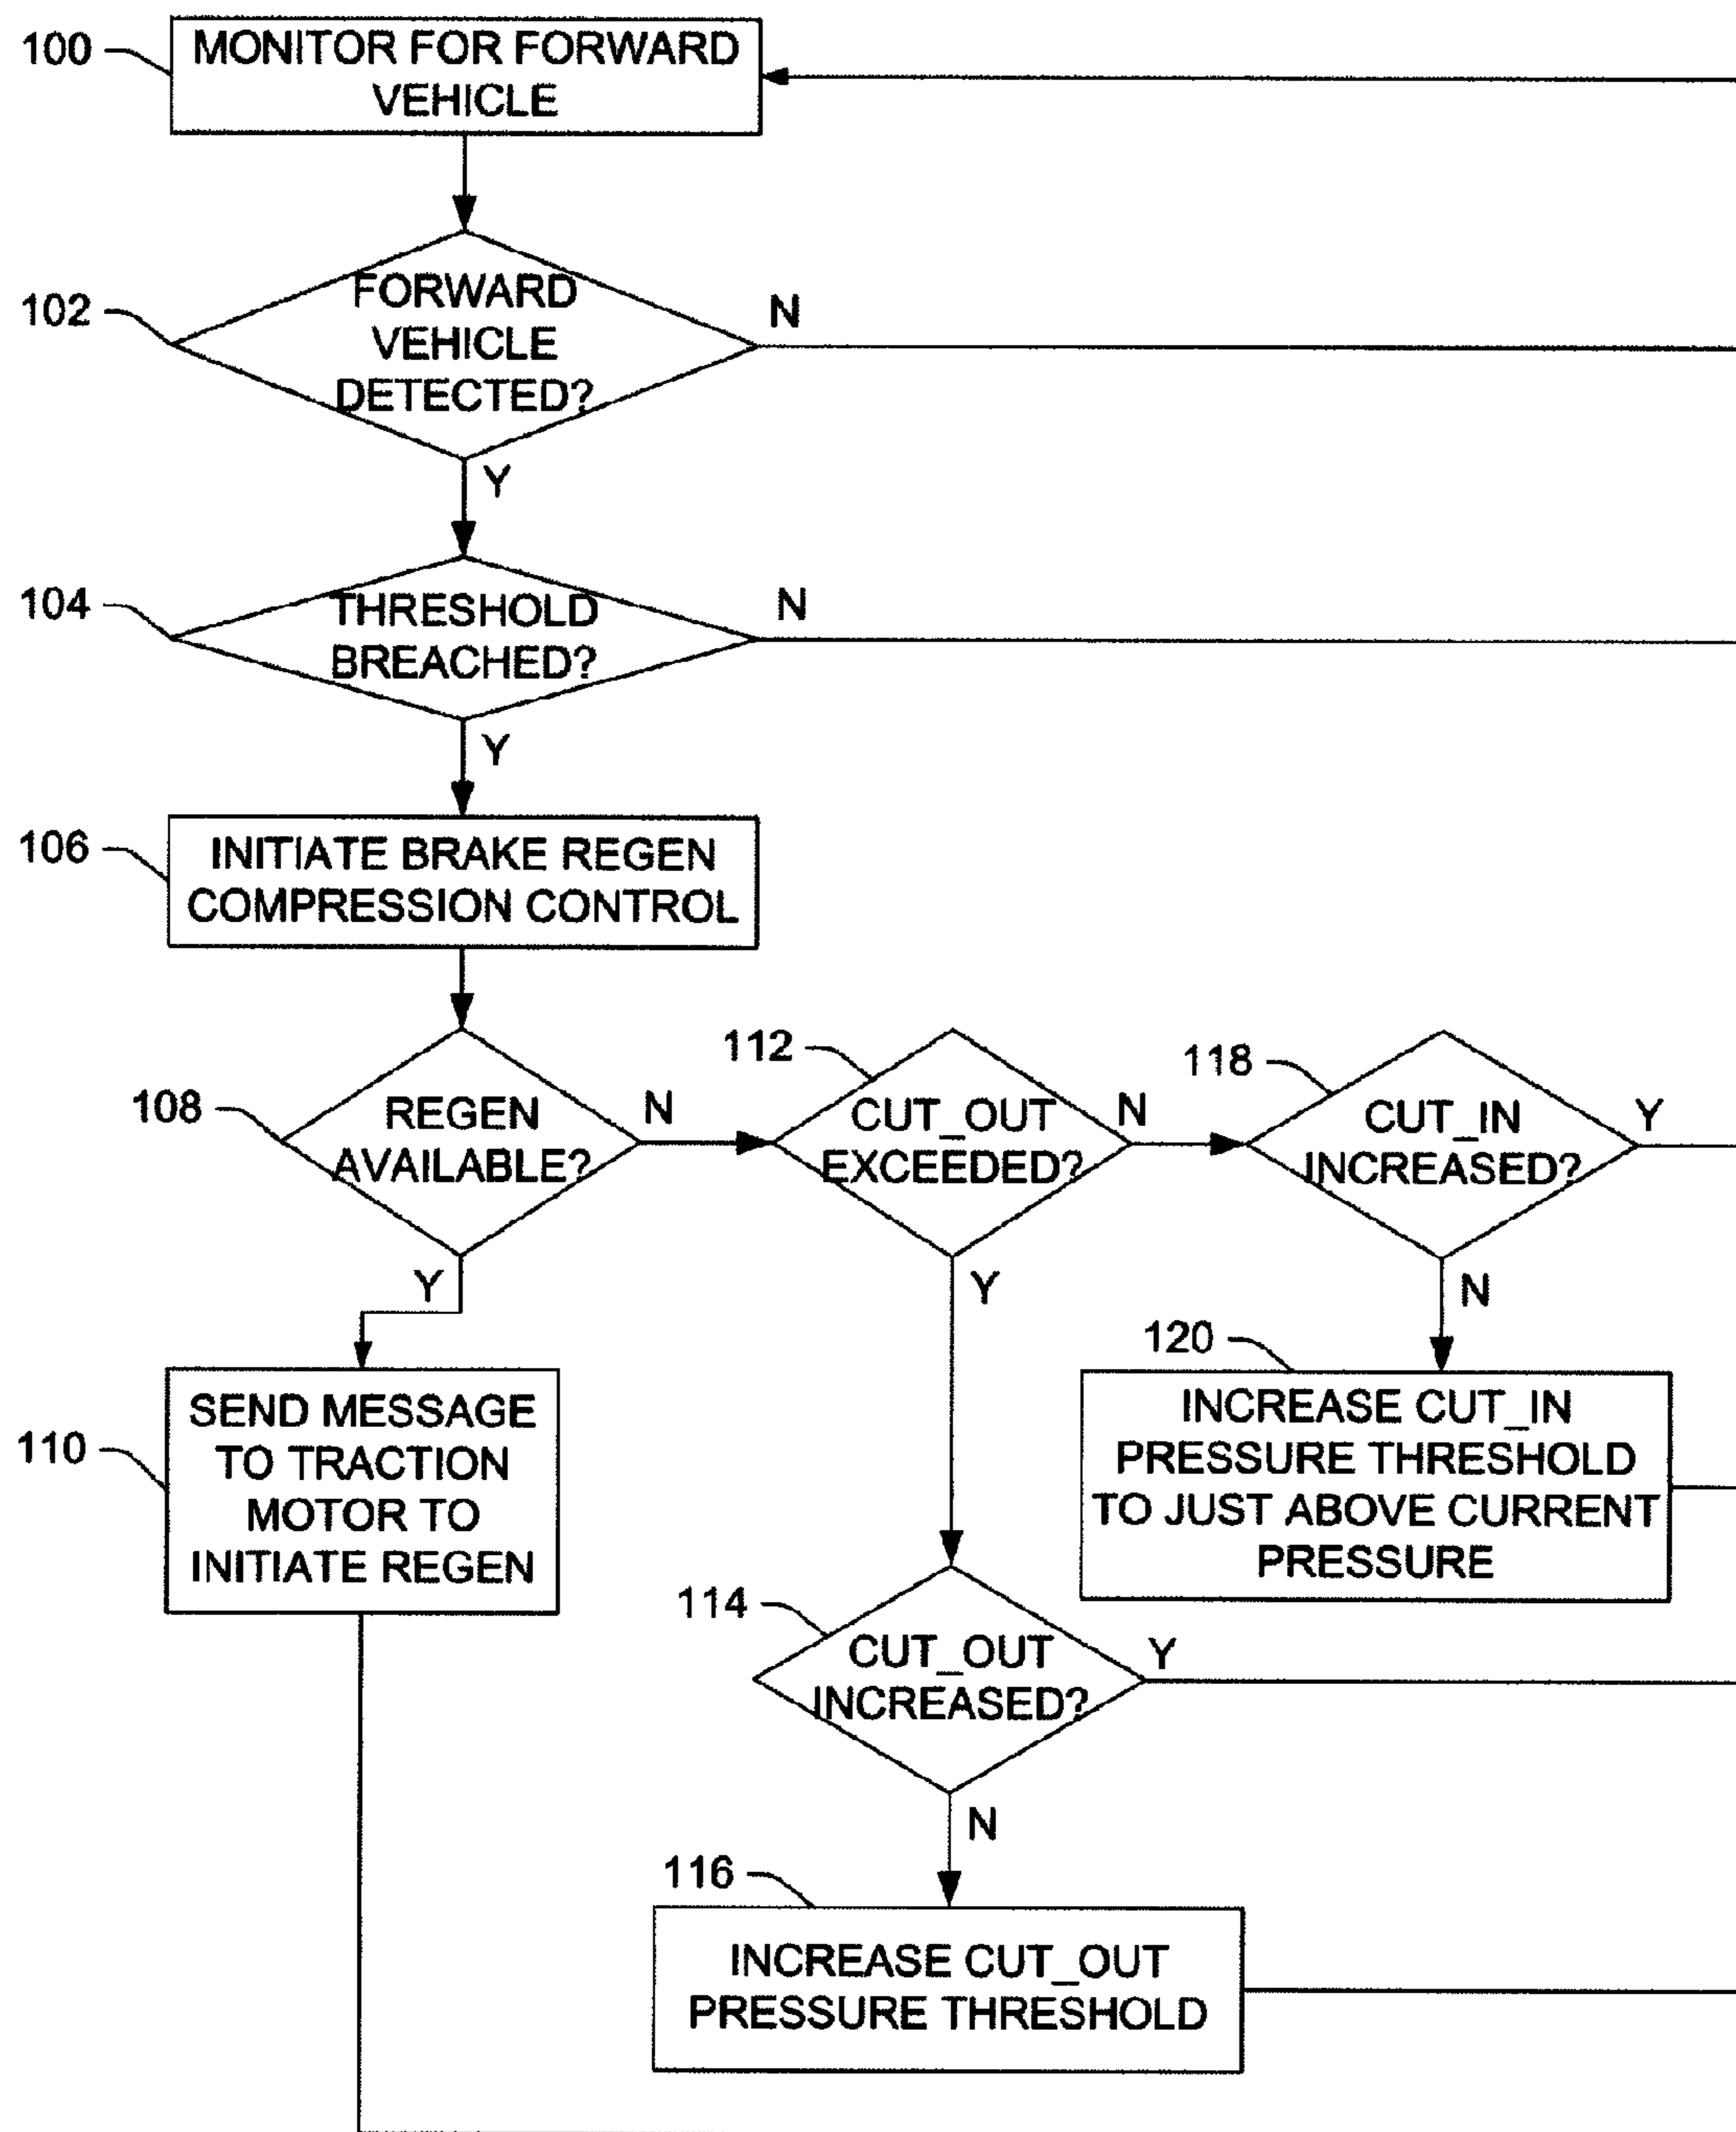 100
MONITOR FOR FORWARD
VEHICLE
102
FORWARD
VEHICLE
DETECTED?
N
Y
104
THRESHOLD
BREACHED?
N
Y
106
INITIATE BRAKE REGEN
COMPRESSION CONTROL
108
REGEN
AVAILABLE?
N
Y
112
CUT_OUT
EXCEEDED?
N
Y
118
CUT_IN
INCREASED?
Y
N
110
SEND MESSAGE
TO TRACTION
MOTOR TO
INITIATE REGEN
120
INCREASE CUT_IN
PRESSURE THRESHOLD
TO JUST ABOVE CURRENT
PRESSURE
114
CUT_OUT
INCREASED?
Y
N
116
INCREASE CUT_OUT
PRESSURE THRESHOLD